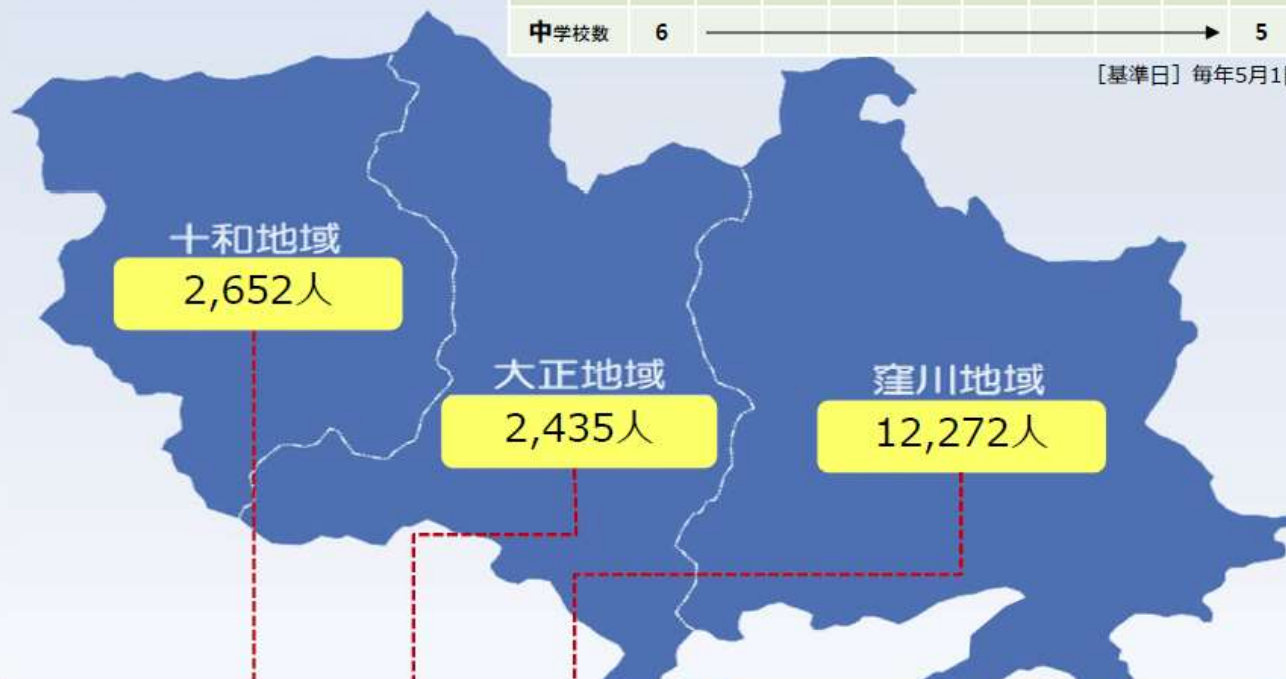 中学校数 6 5
［基準日］毎年5月1
十和地域
2,652人
大正地域
2,435人
窪川地域
12,272人